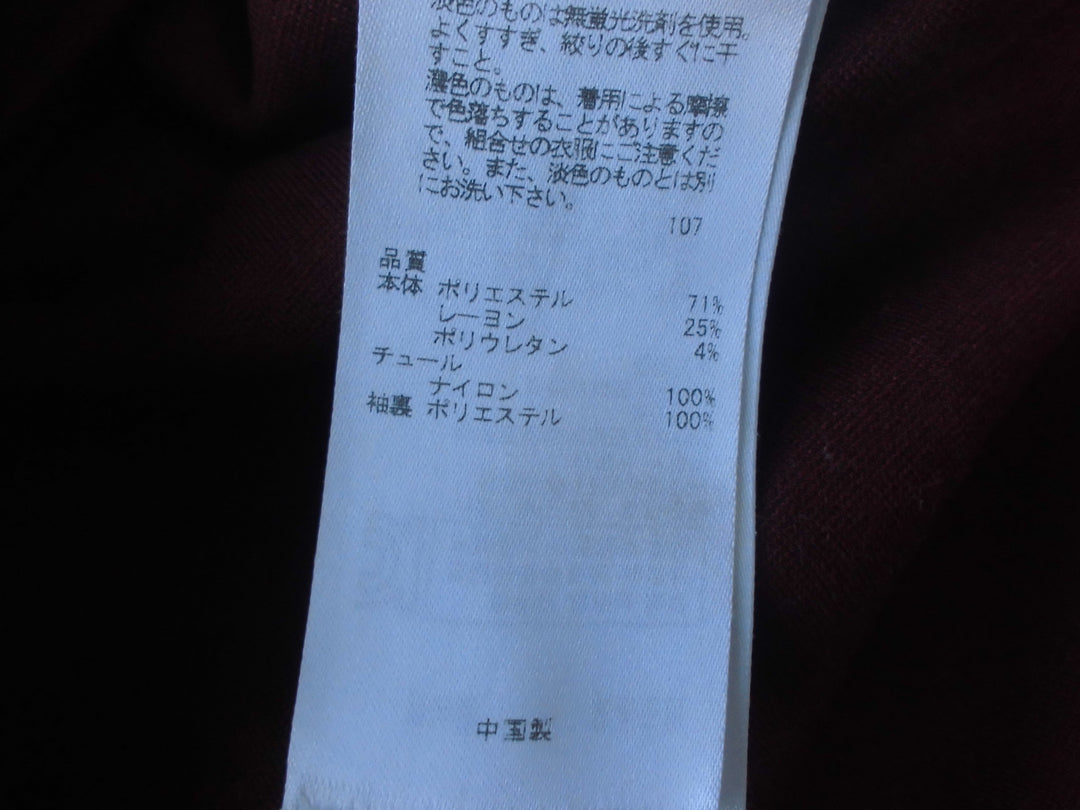 淡色のものは無蛍光洗剤を使用。
よくすすぎ、絞りの後すぐに干
すこと。
濃色のものは、着用による摩擦
で色落ちすることがありますの
で、組合せの衣服にご注意くだ
さい。また、淡色のものとは別
にお洗い下さい。
107
品質
本体 ポリエステル 71%
レーヨン 25%
ポリウレタン 4%
チュール
ナイロン 100%
袖裏 ポリエステル 100%
中国製